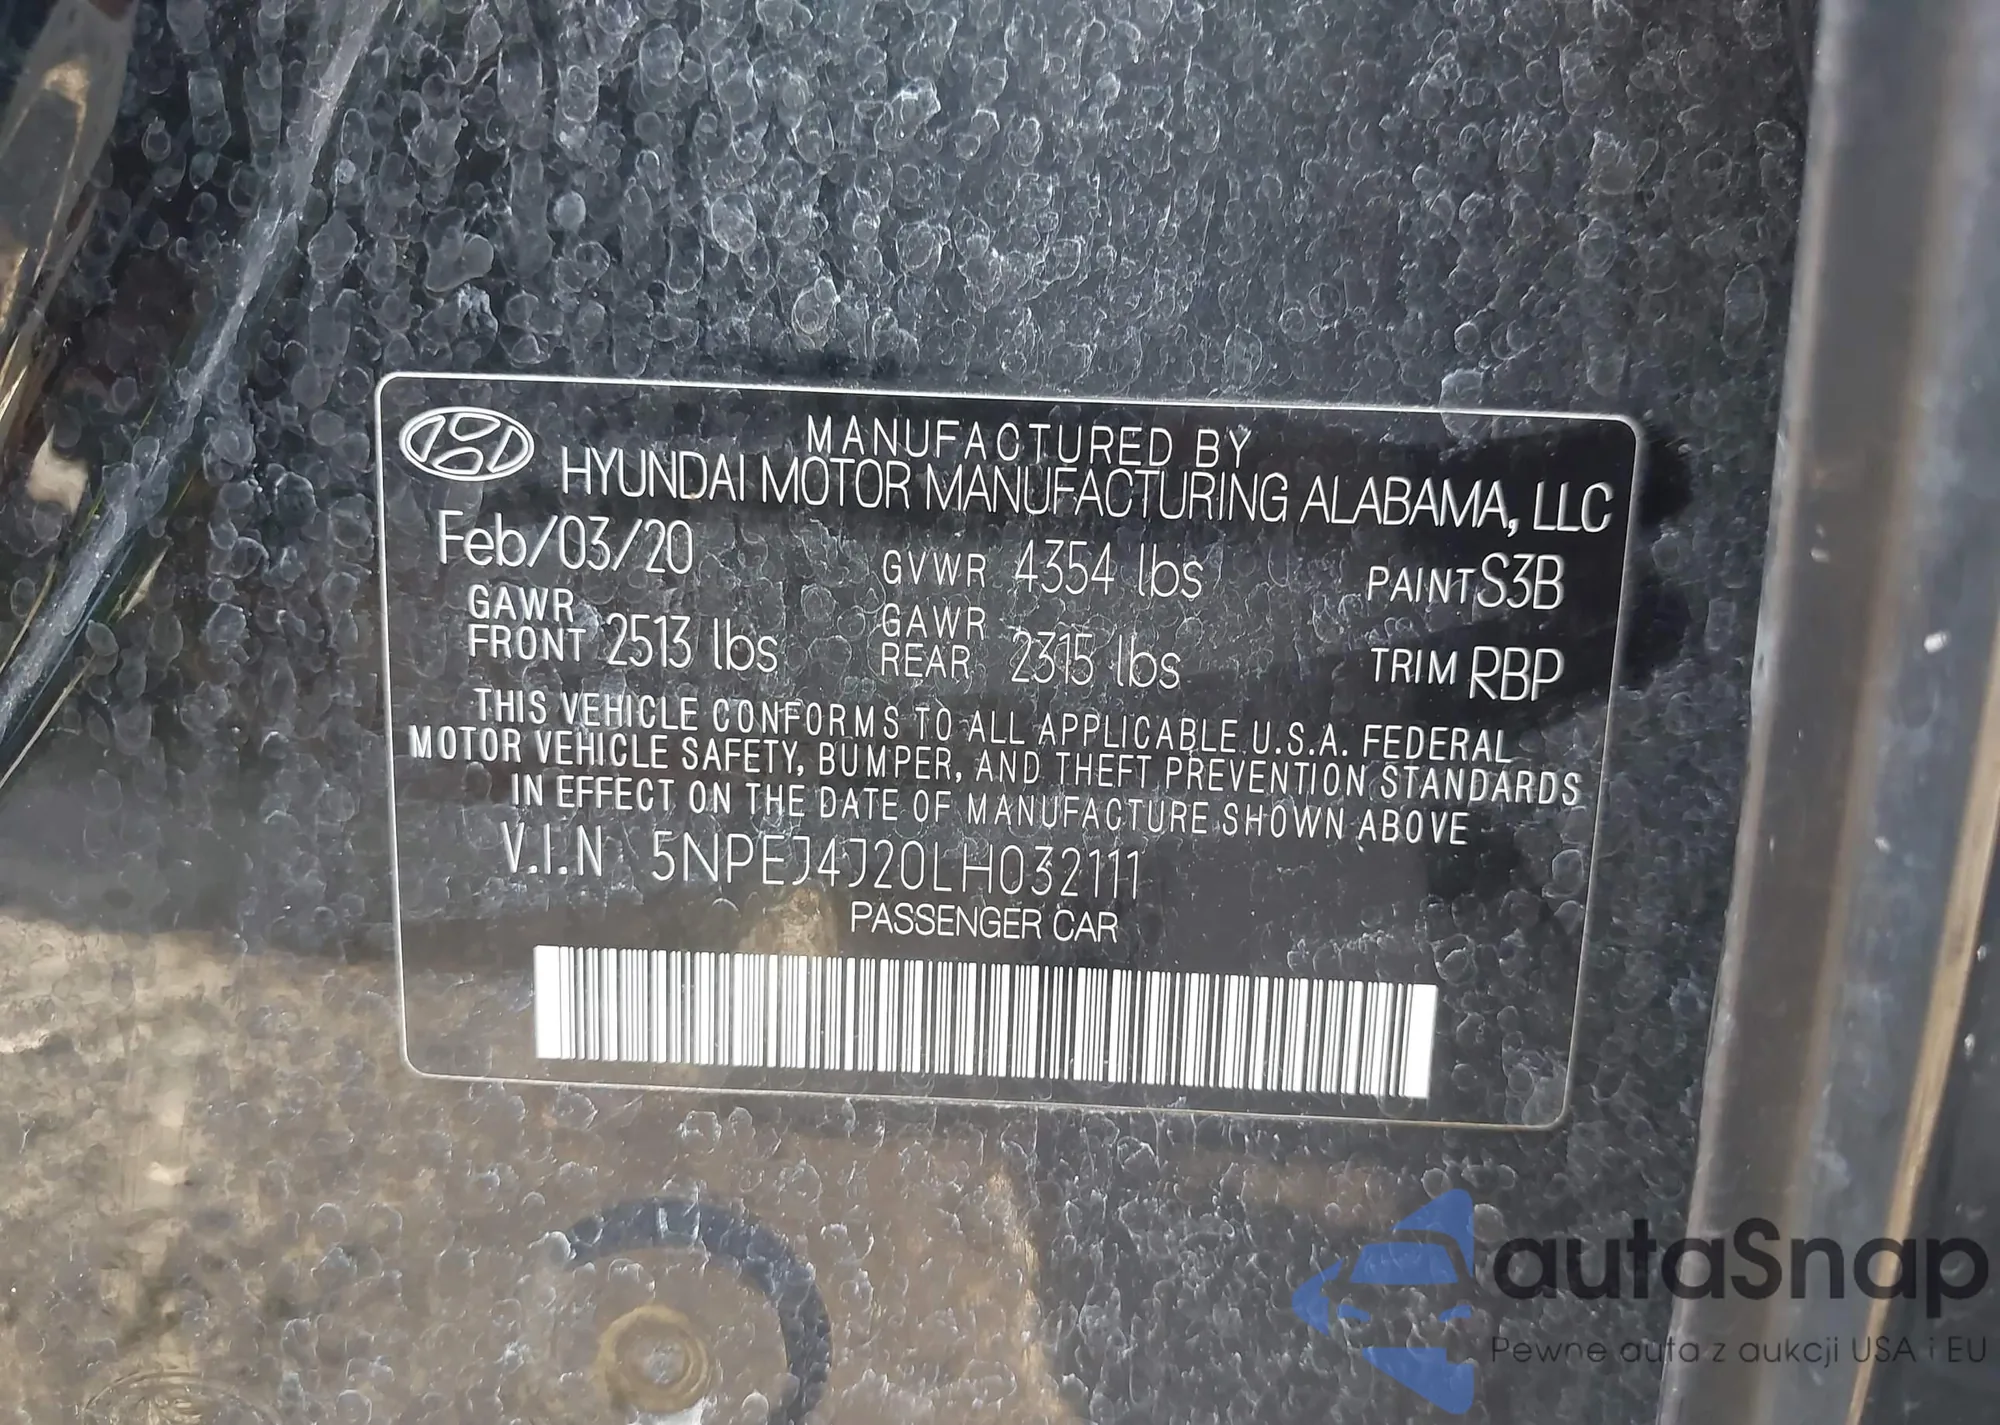 MANUFACTURED BY
HYUNDAI MOTOR MANUFACTURING ALABAMA, LLC
Feb/03/20 GVWR 4354 lbs PAINT S3B
GAWR FRONT 2513 lbs GAWR REAR 2315 lbs TRIM RBP
THIS VEHICLE CONFORMS TO ALL APPLICABLE U.S.A. FEDERAL
MOTOR VEHICLE SAFETY, BUMPER, AND THEFT PREVENTION STANDARDS
IN EFFECT ON THE DATE OF MANUFACTURE SHOWN ABOVE
V.I.N 5NPEJ4J20LH032111
PASSENGER CAR
autaSnap
Pewne auta z aukcji USA i EU